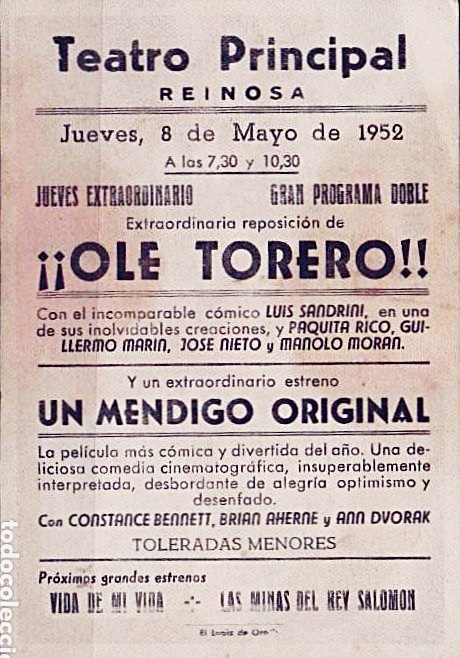 Teatro Principal
REINOSA
Jueves, 8 de Mayo de 1952
A las 7,30 y 10,30
JUEVES EXTRAORDINARIO GRAN PROGRAMA DOBLE
Extraordinaria reposición de
¡¡OLE TORERO!!
Con el incomparable cómico LUIS SANDRINI, en una
de sus inolvidables creaciones, y PAQUITA RICO, GUI-
LLERMO MARIN, JOSE NIETO y MANOLO MORAN.
Y un extraordinario estreno
UN MENDIGO ORIGINAL
La película más cómica y divertida del año. Una de-
liciosa comedia cinematográfica, insuperablemente
interpretada, desbordante de alegría optimismo y
desenfado.
Con CONSTANCE BENNETT, BRIAN AHERNE y ANN DVORAK
TOLERADAS MENORES
Próximos grandes estrenos
VIDA DE MI VIDA -:- LAS MINAS DEL REY SALOMON
todocoleccion